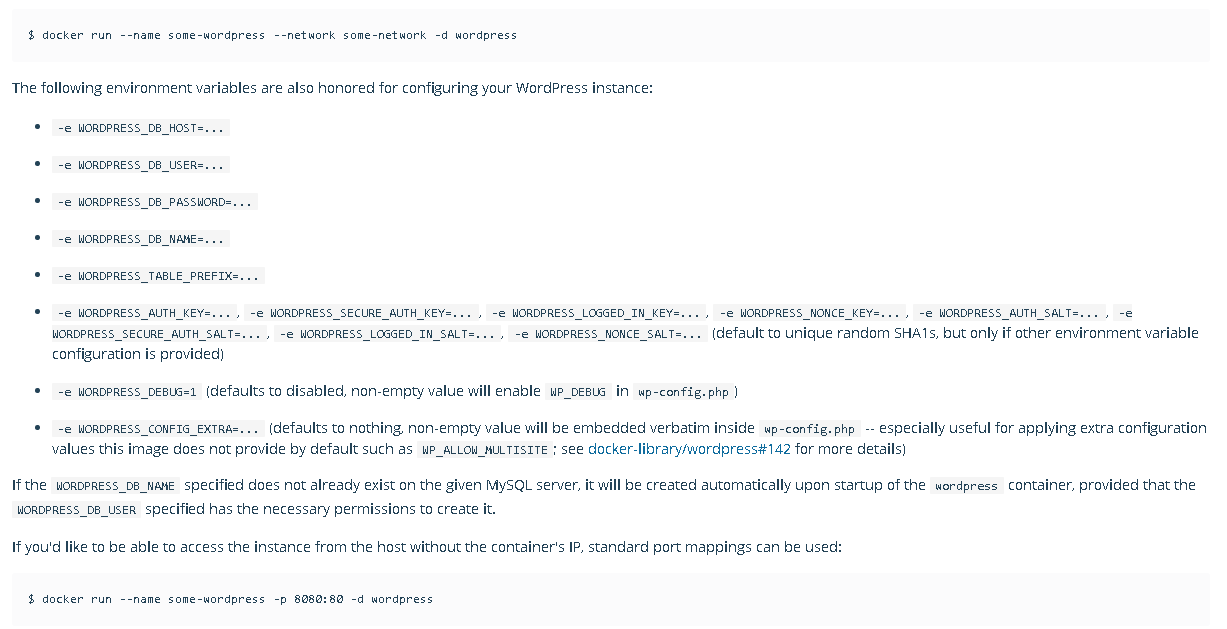 $ docker run --name some-wordpress --network some-network -d wordpress
The following environment variables are also honored for configuring your WordPress instance:
• -e WORDPRESS_DB_HOST=...
• -e WORDPRESS_DB_USER=...
• -e WORDPRESS_DB_PASSWORD=...
• -e WORDPRESS_DB_NAME=...
• -e WORDPRESS_TABLE_PREFIX=...
• -e WORDPRESS_AUTH_KEY=... , -e WORDPRESS_SECURE_AUTH_KEY=... , -e WORDPRESS_LOGGED_IN_KEY=... , -e WORDPRESS_NONCE_KEY=... , -e WORDPRESS_AUTH_SALT=... , -e
WORDPRESS_SECURE_AUTH_SALT=... , -e WORDPRESS_LOGGED_IN_SALT=... , -e WORDPRESS_NONCE_SALT=... (default to unique random SHA1s, but only if other environment variable
configuration is provided)
• -e WORDPRESS_DEBUG=1 (defaults to disabled, non-empty value will enable WP_DEBUG in wp-config.php )
• -e WORDPRESS_CONFIG_EXTRA=... (defaults to nothing, non-empty value will be embedded verbatim inside wp-config.php -- especially useful for applying extra configuration
values this image does not provide by default such as WP_ALLOW_MULTISITE ; see docker-library/wordpress#142 for more details)
If the WORDPRESS_DB_NAME specified does not already exist on the given MySQL server, it will be created automatically upon startup of the wordpress container, provided that the
WORDPRESS_DB_USER specified has the necessary permissions to create it.
If you'd like to be able to access the instance from the host without the container's IP, standard port mappings can be used:
$ docker run --name some-wordpress -p 8080:80 -d wordpress